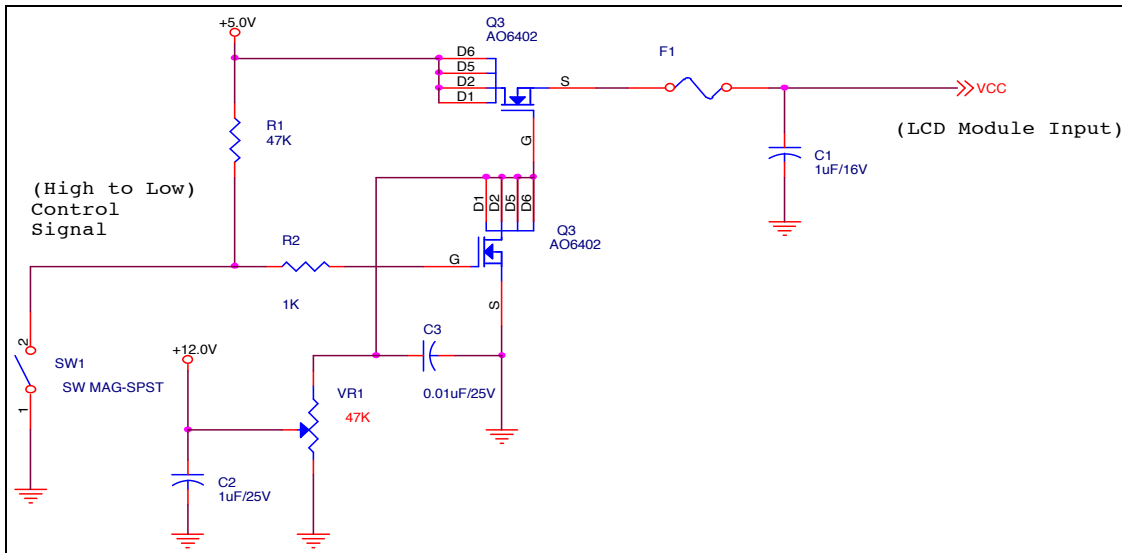 +5.0V
Q3
AO6402
D6
D5
D2
D1
S
G
F1
VCC
(LCD Module Input)
C1
1uF/16V
R1
47K
(High to Low)
Control
Signal
D1
D2
D5
D6
Q3
AO6402
R2
G
1K
S
2
SW1
SW MAG-SPST
1
+12.0V
C3
0.01uF/25V
VR1
47K
C2
1uF/25V